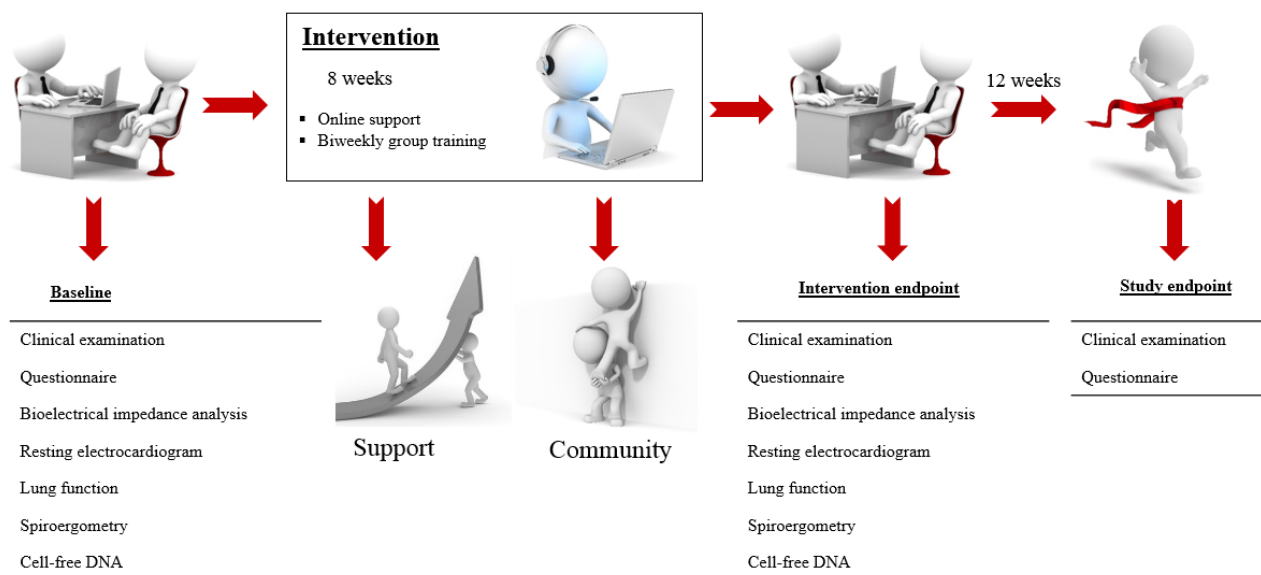 Intervention
8 weeks
▪ Online support
▪ Biweekly group training
12 weeks
Baseline
Clinical examination
Questionnaire
Bioelectrical impedance analysis
Resting electrocardiogram
Lung function
Spiroergometry
Cell-free DNA
Support
Community
Intervention endpoint
Clinical examination
Questionnaire
Bioelectrical impedance analysis
Resting electrocardiogram
Lung function
Spiroergometry
Cell-free DNA
Study endpoint
Clinical examination
Questionnaire